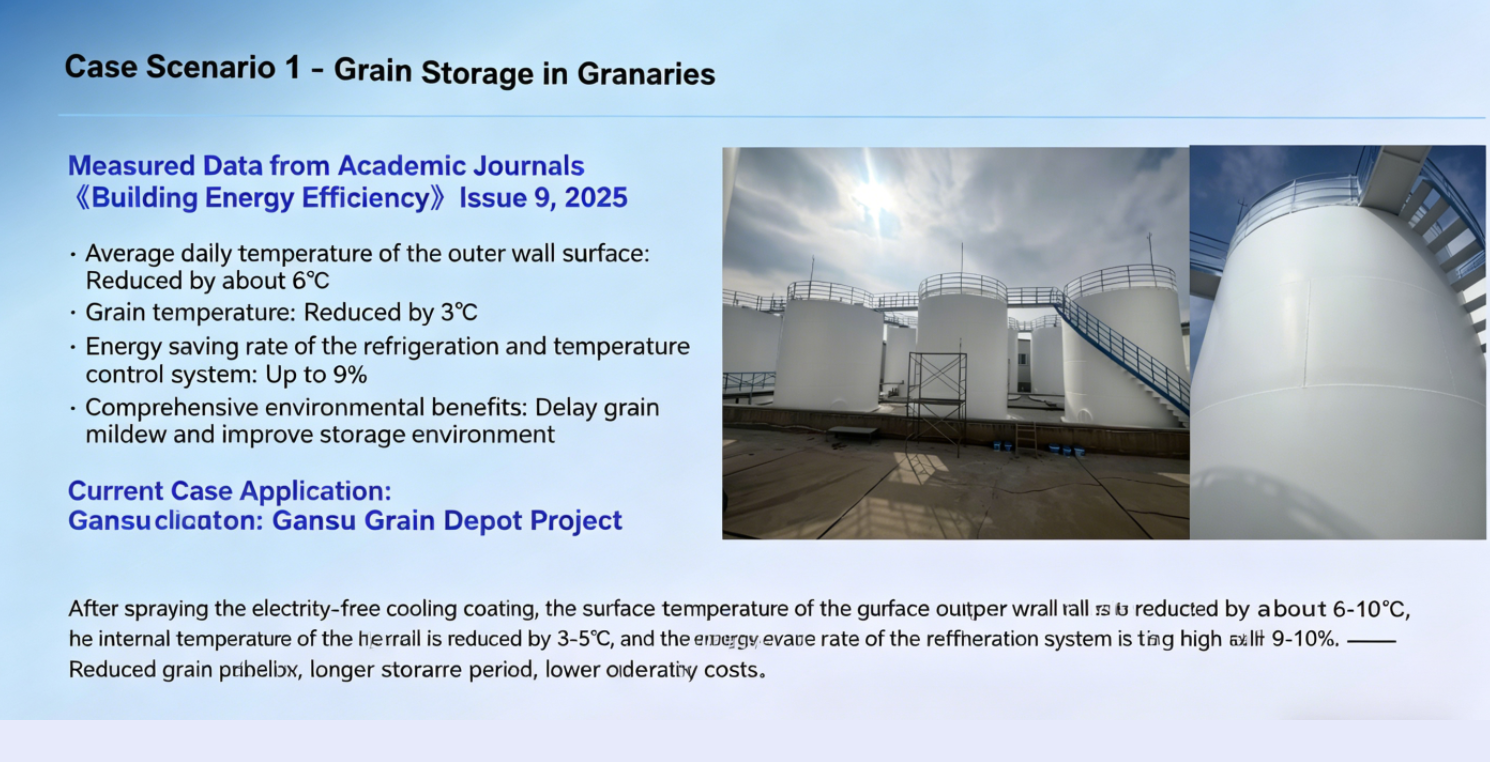 Case Scenario 1 - Grain Storage in Granaries
Measured Data from Academic Journals
《Building Energy Efficiency》 Issue 9, 2025
· Average daily temperature of the outer wall surface:
Reduced by about 6℃
· Grain temperature: Reduced by 3℃
· Energy saving rate of the refrigeration and temperature
control system: Up to 9%
· Comprehensive environmental benefits: Delay grain
mildew and improve storage environment
Current Case Application:
Gansu Grain Depot Project
After spraying the electrity-free cooling coating, the surface temperature of the gurface wrall reducted by about 6-10℃,
he internal temperature of the is reduced by 3-5℃, and the rate of the reffheration system is high 9-10%. ——
Reduced grain longer storarre period, lower costs。